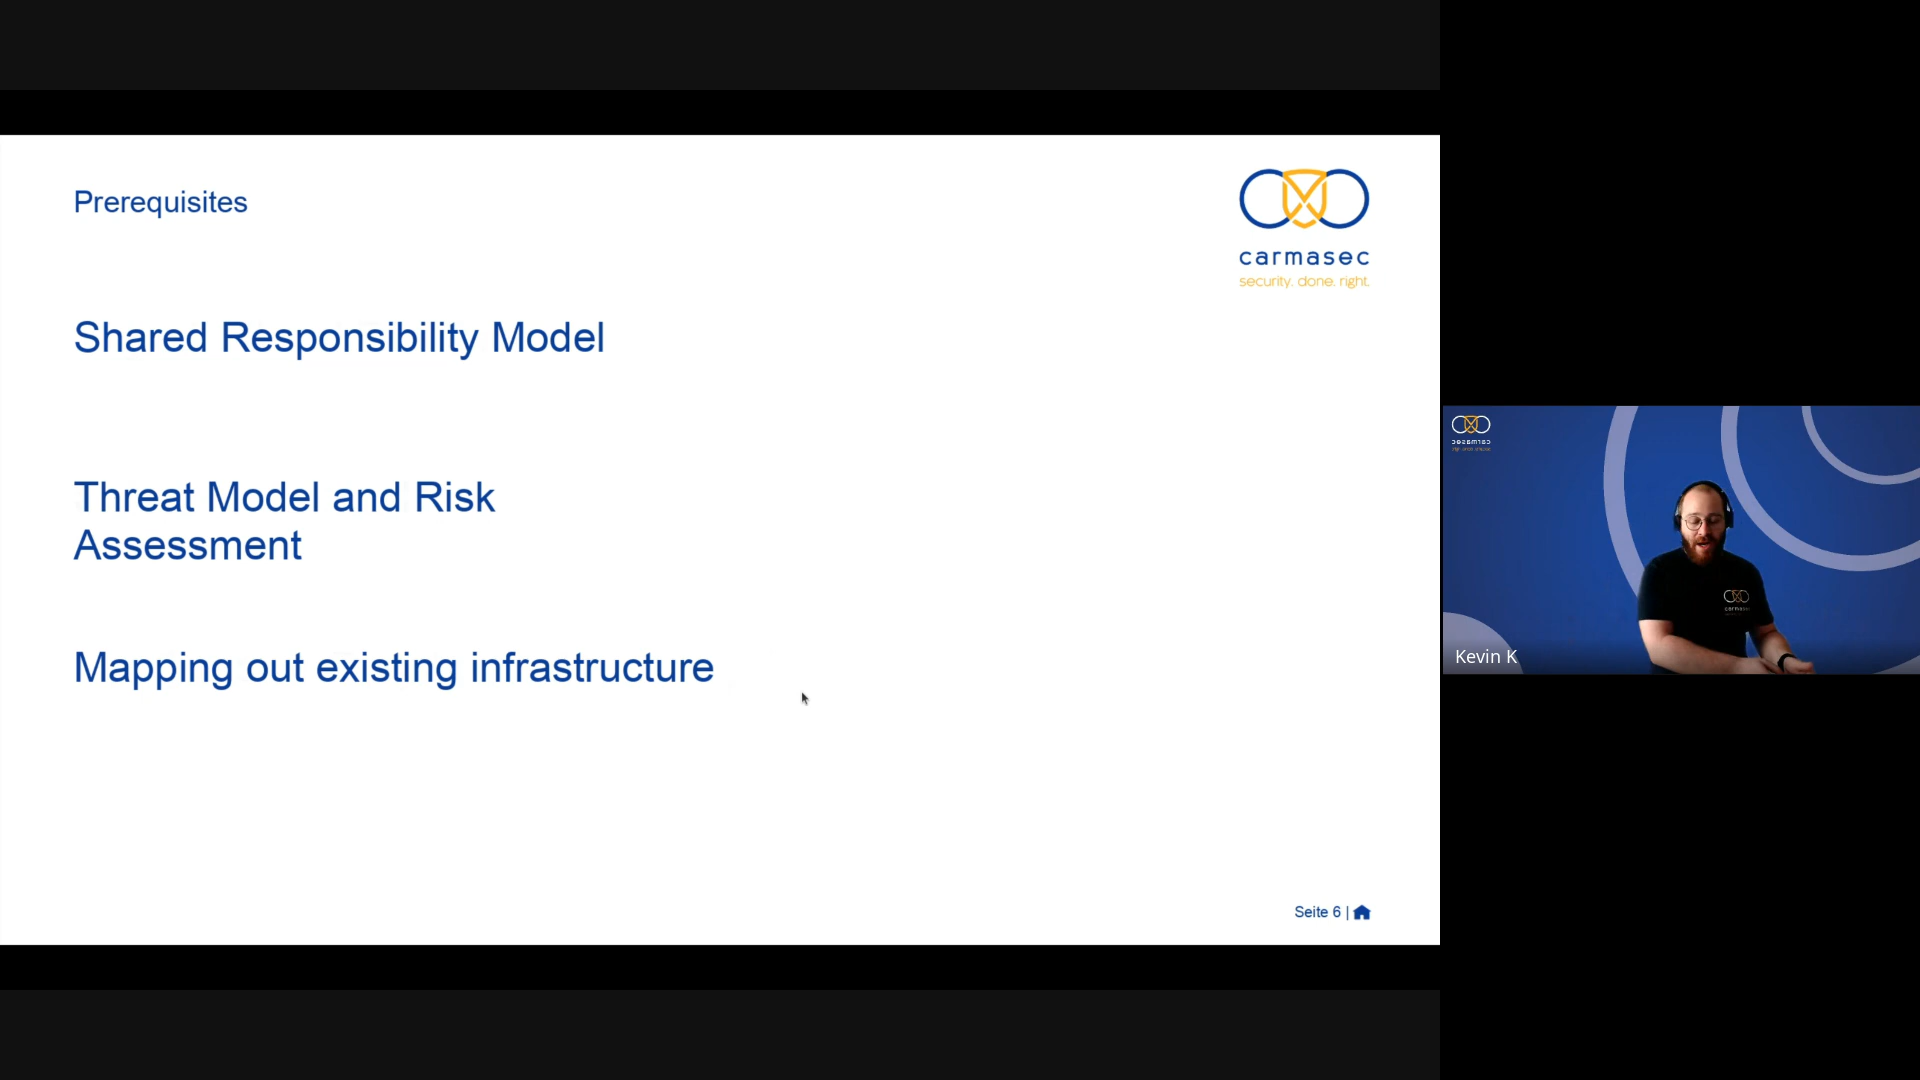 Prerequisites
carmasec
security. done. right.
Shared Responsibility Model
Threat Model and Risk
Assessment
Mapping out existing infrastructure
Seite 6 |
carmasec
Kevin K